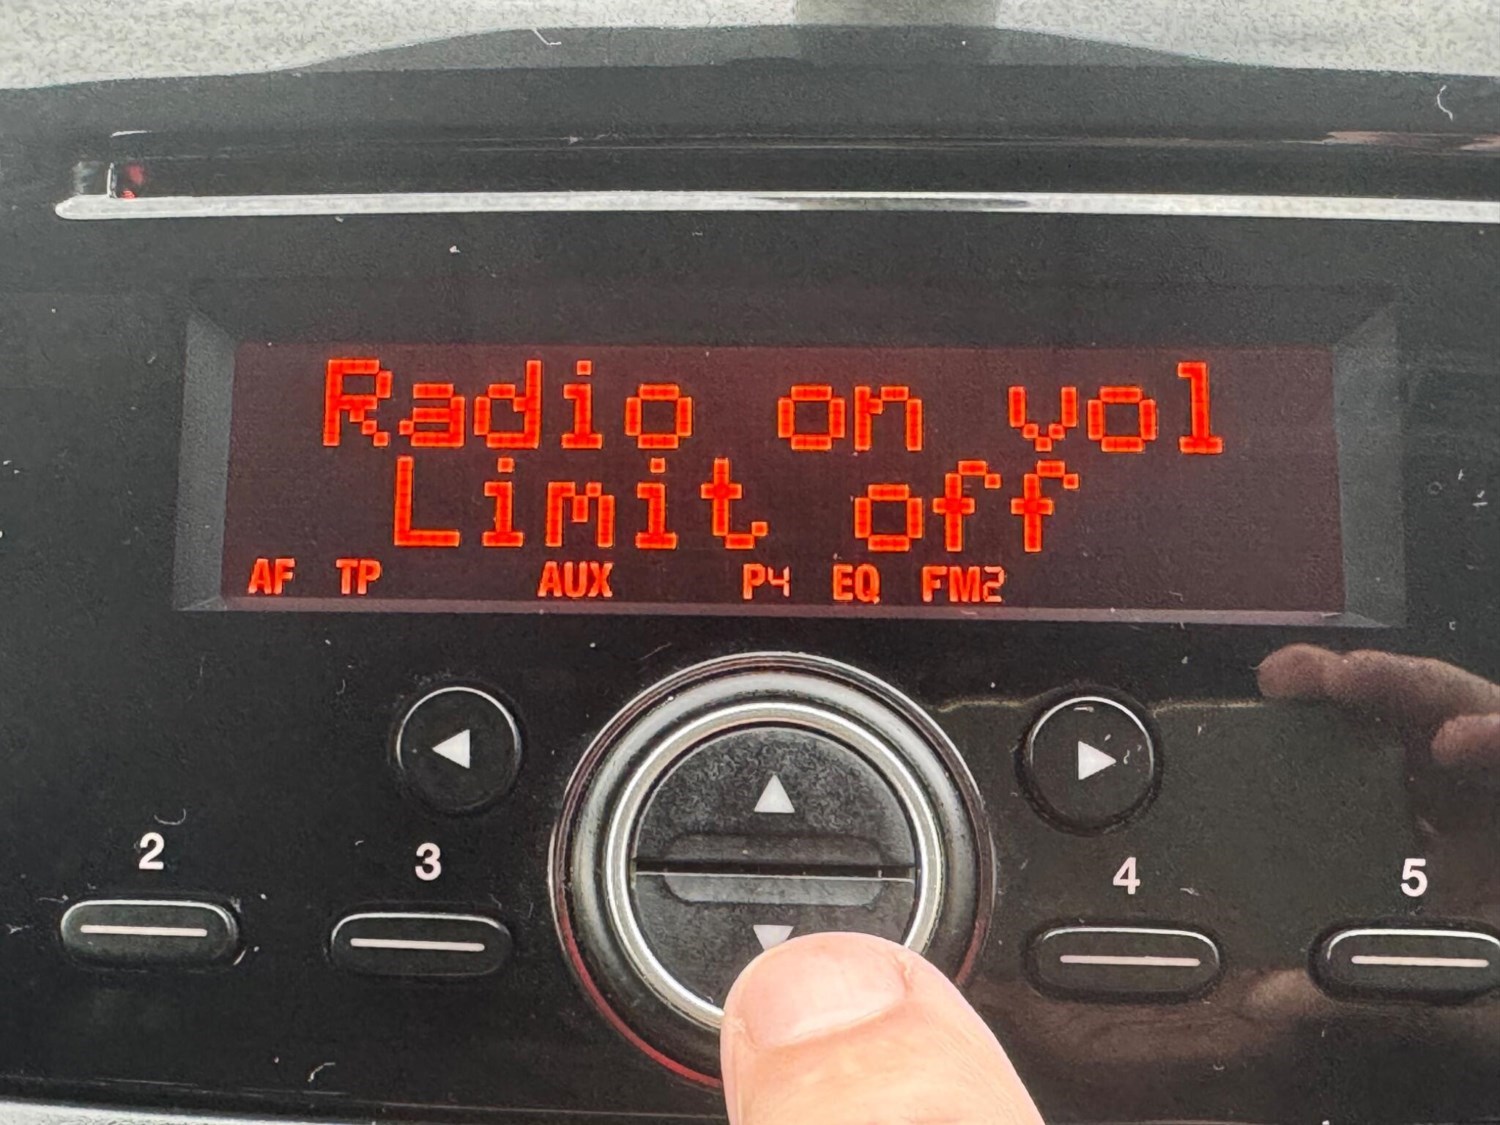 Radio on vol
Limit off
AF TP AUX P4 EQ FM2
2 3 4 5